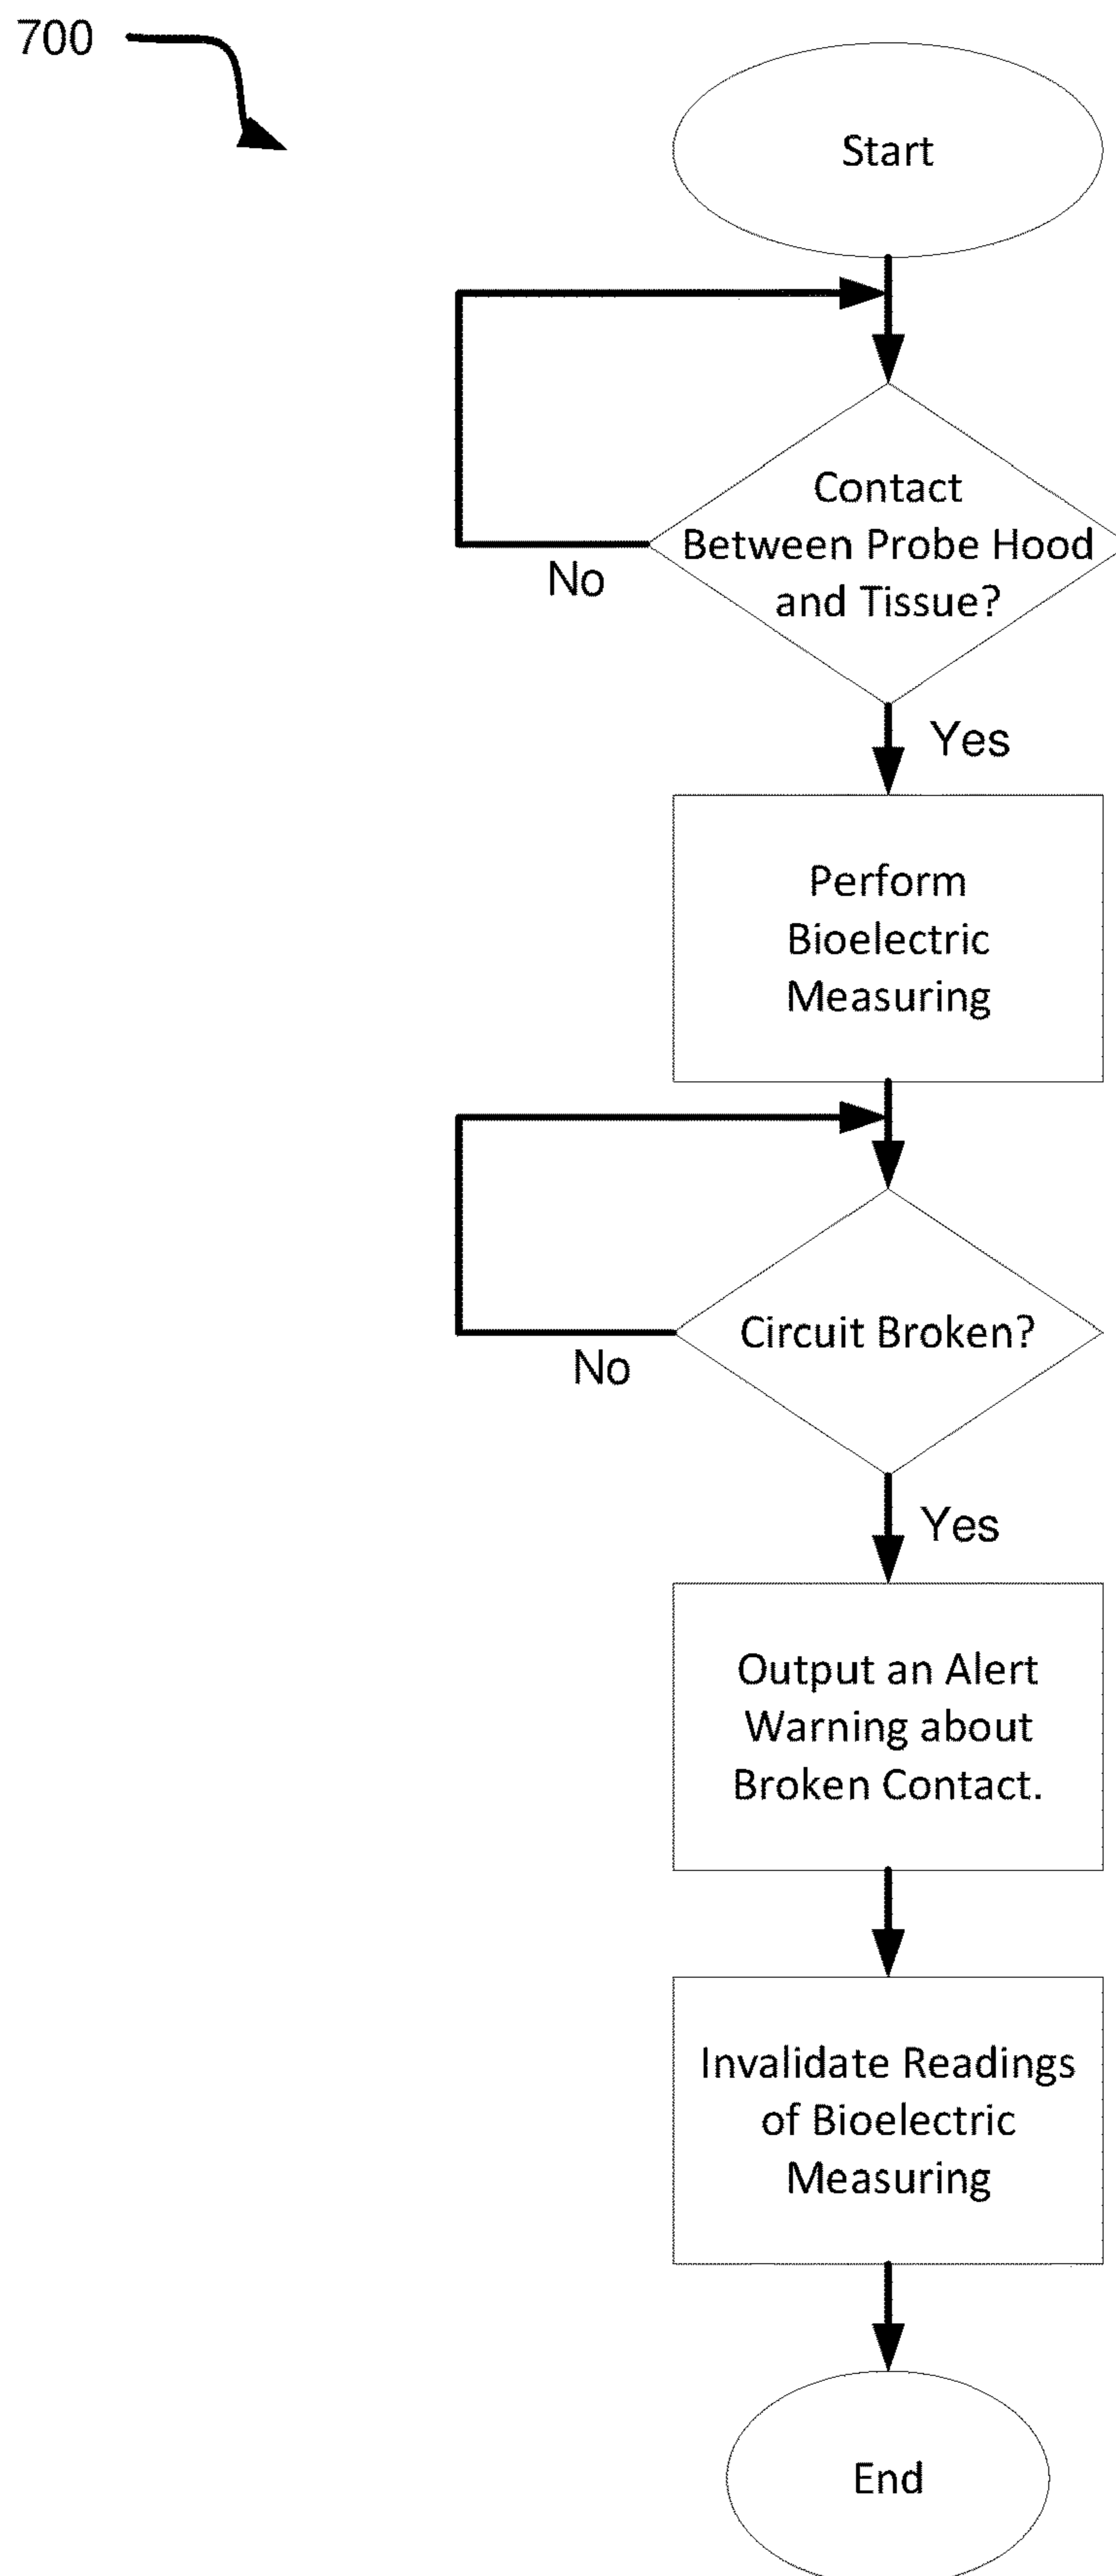 700
Start
Contact
Between Probe Hood
and Tissue?
No
Yes
Perform
Bioelectric
Measuring
Circuit Broken?
No
Yes
Output an Alert
Warning about
Broken Contact.
Invalidate Readings
of Bioelectric
Measuring
End